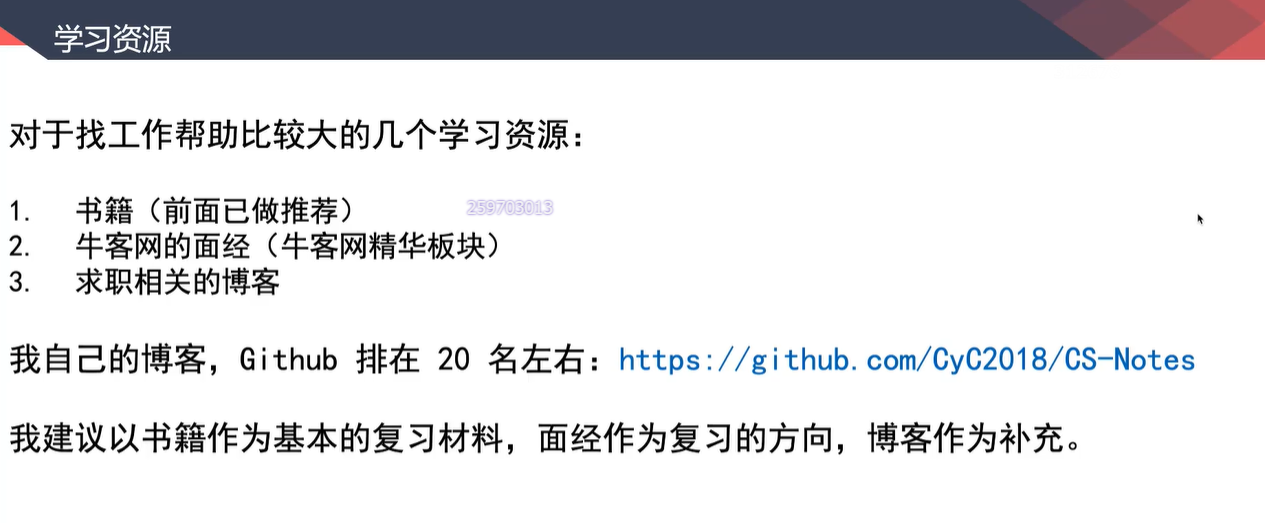 学习资源
对于找工作帮助比较大的几个学习资源：
1. 书籍（前面已做推荐）
259703013
2. 牛客网的面经（牛客网精华板块）
3. 求职相关的博客
我自己的博客，Github 排在 20 名左右：https://github.com/CyC2018/CS-Notes
我建议以书籍作为基本的复习材料，面经作为复习的方向，博客作为补充。